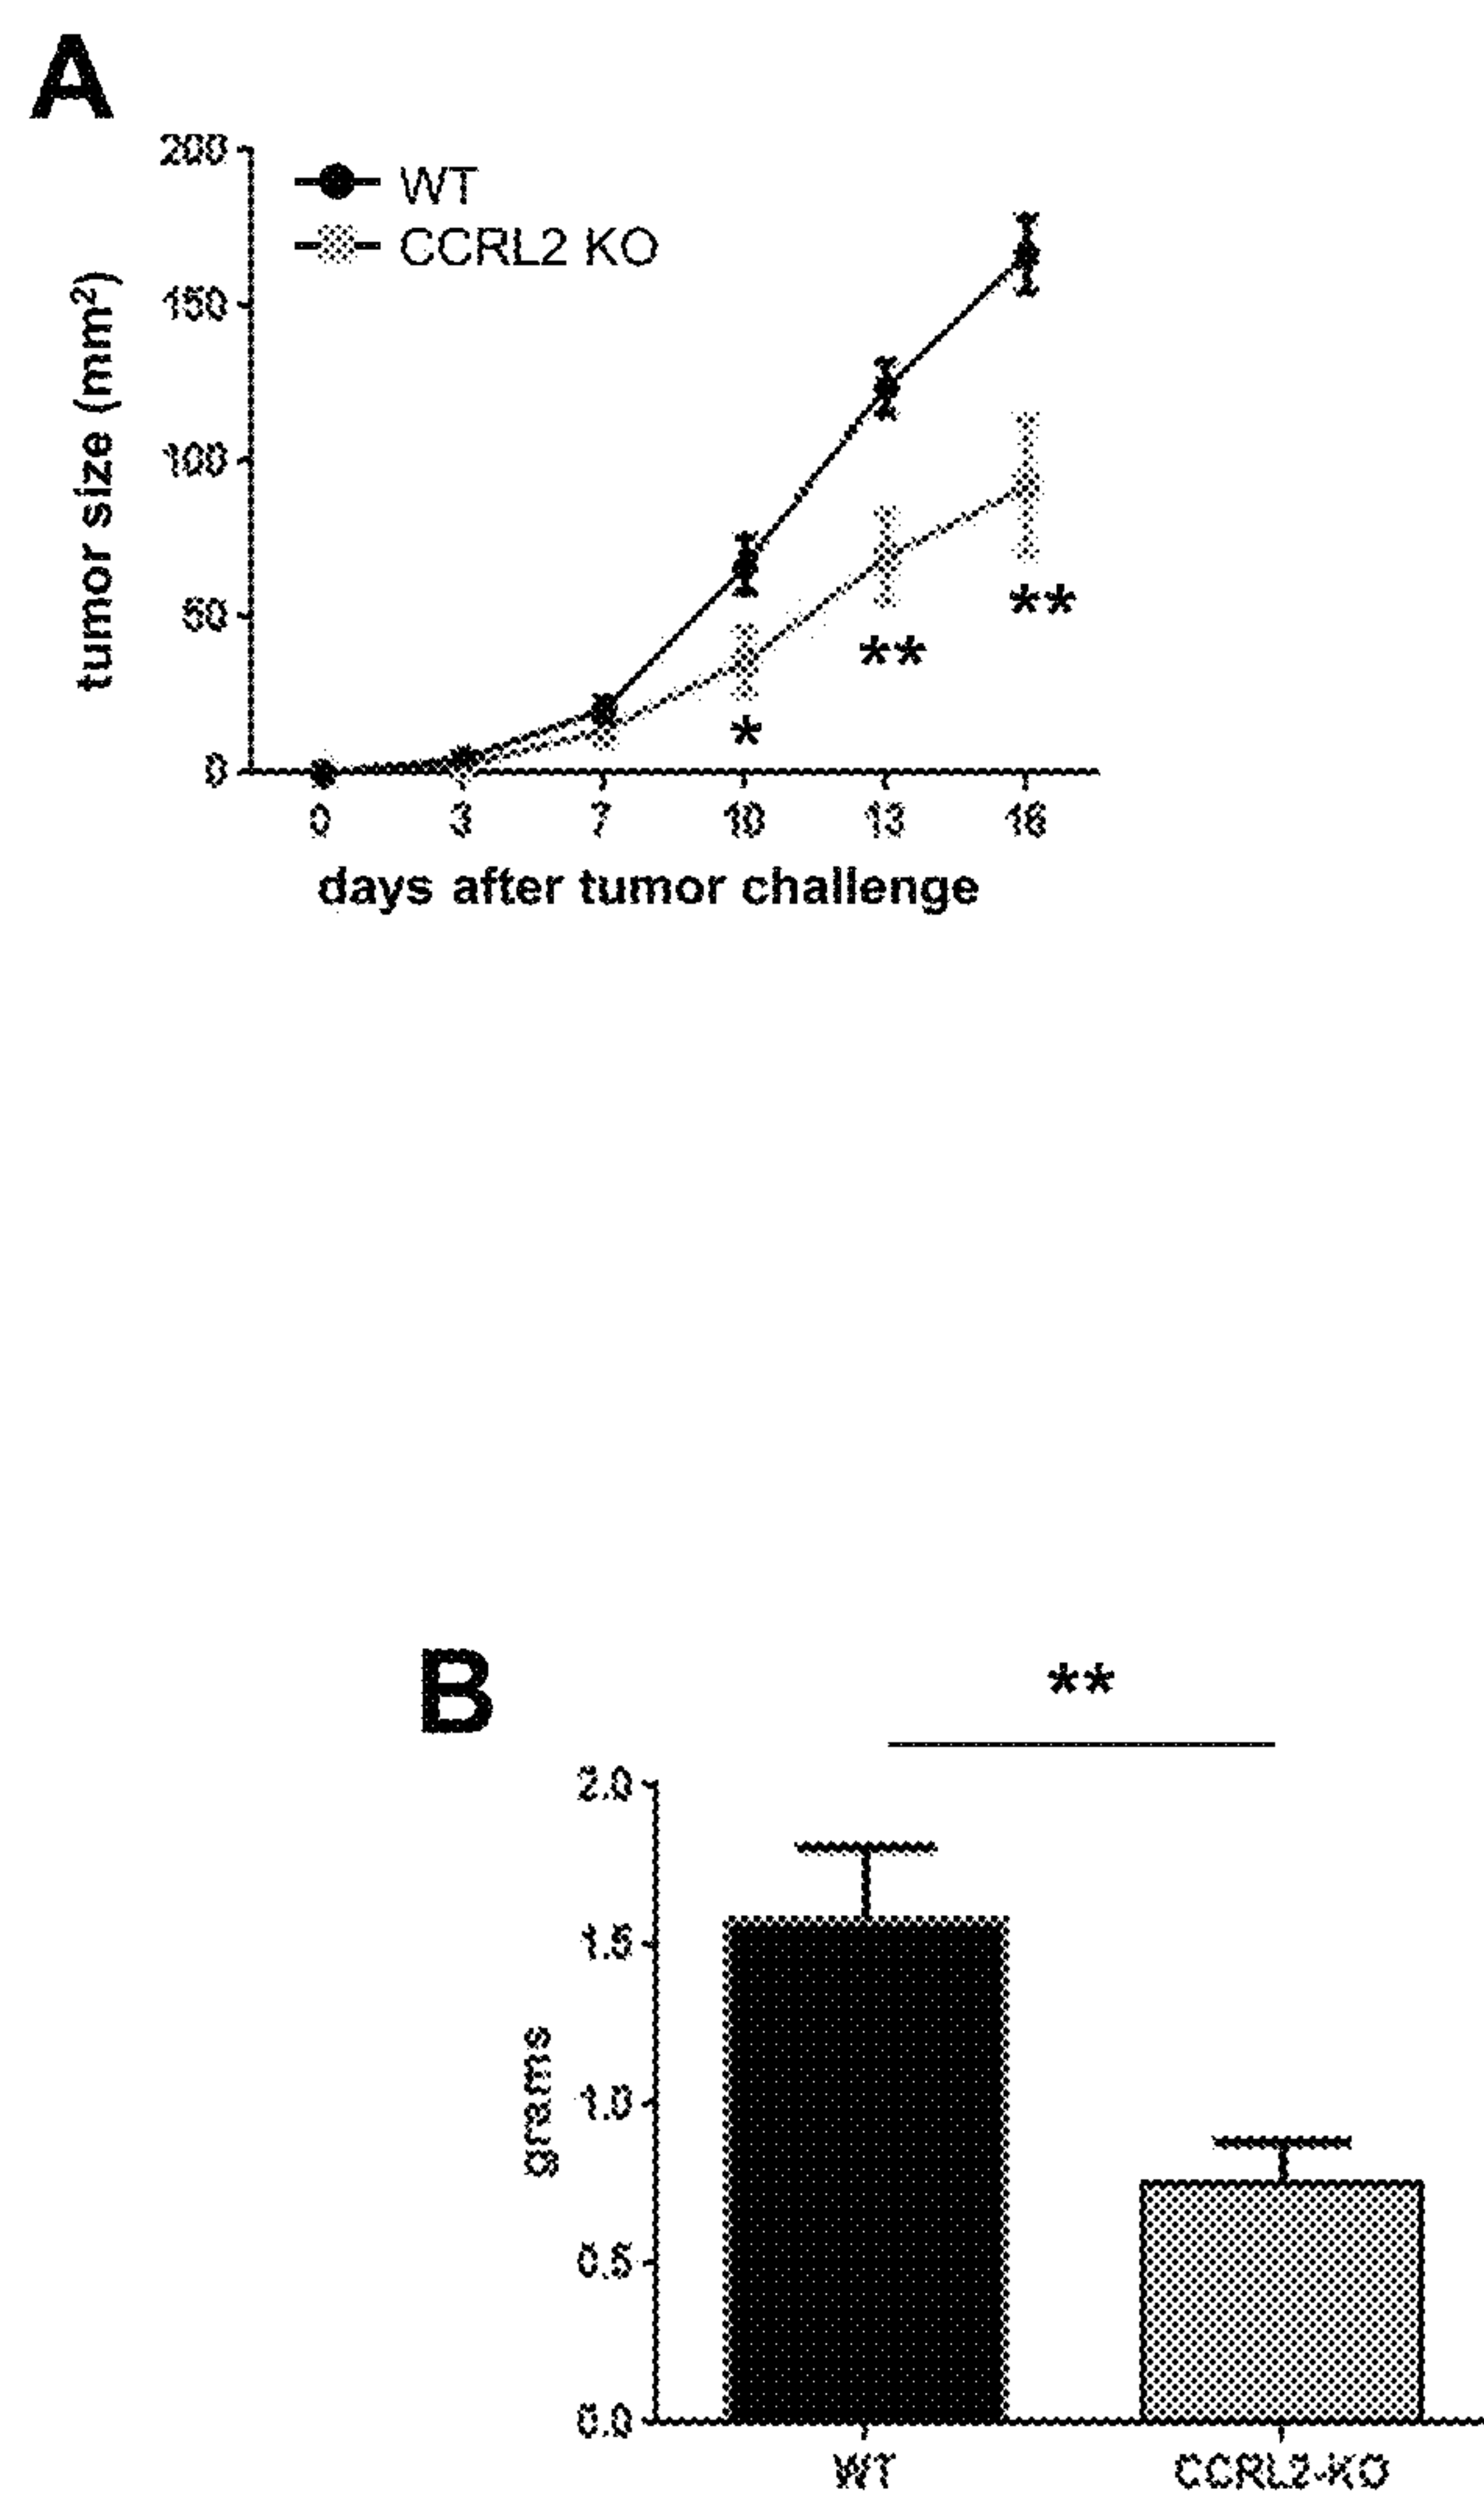 A
200
WT
CCRL2 KO
150
100
50
0
tumor size (mm²)
0 3 7 10 13 16
days after tumor challenge
*
**
**
B
**
2.0
1.5
1.0
0.5
0.0
grams
WT CCRL2-KO